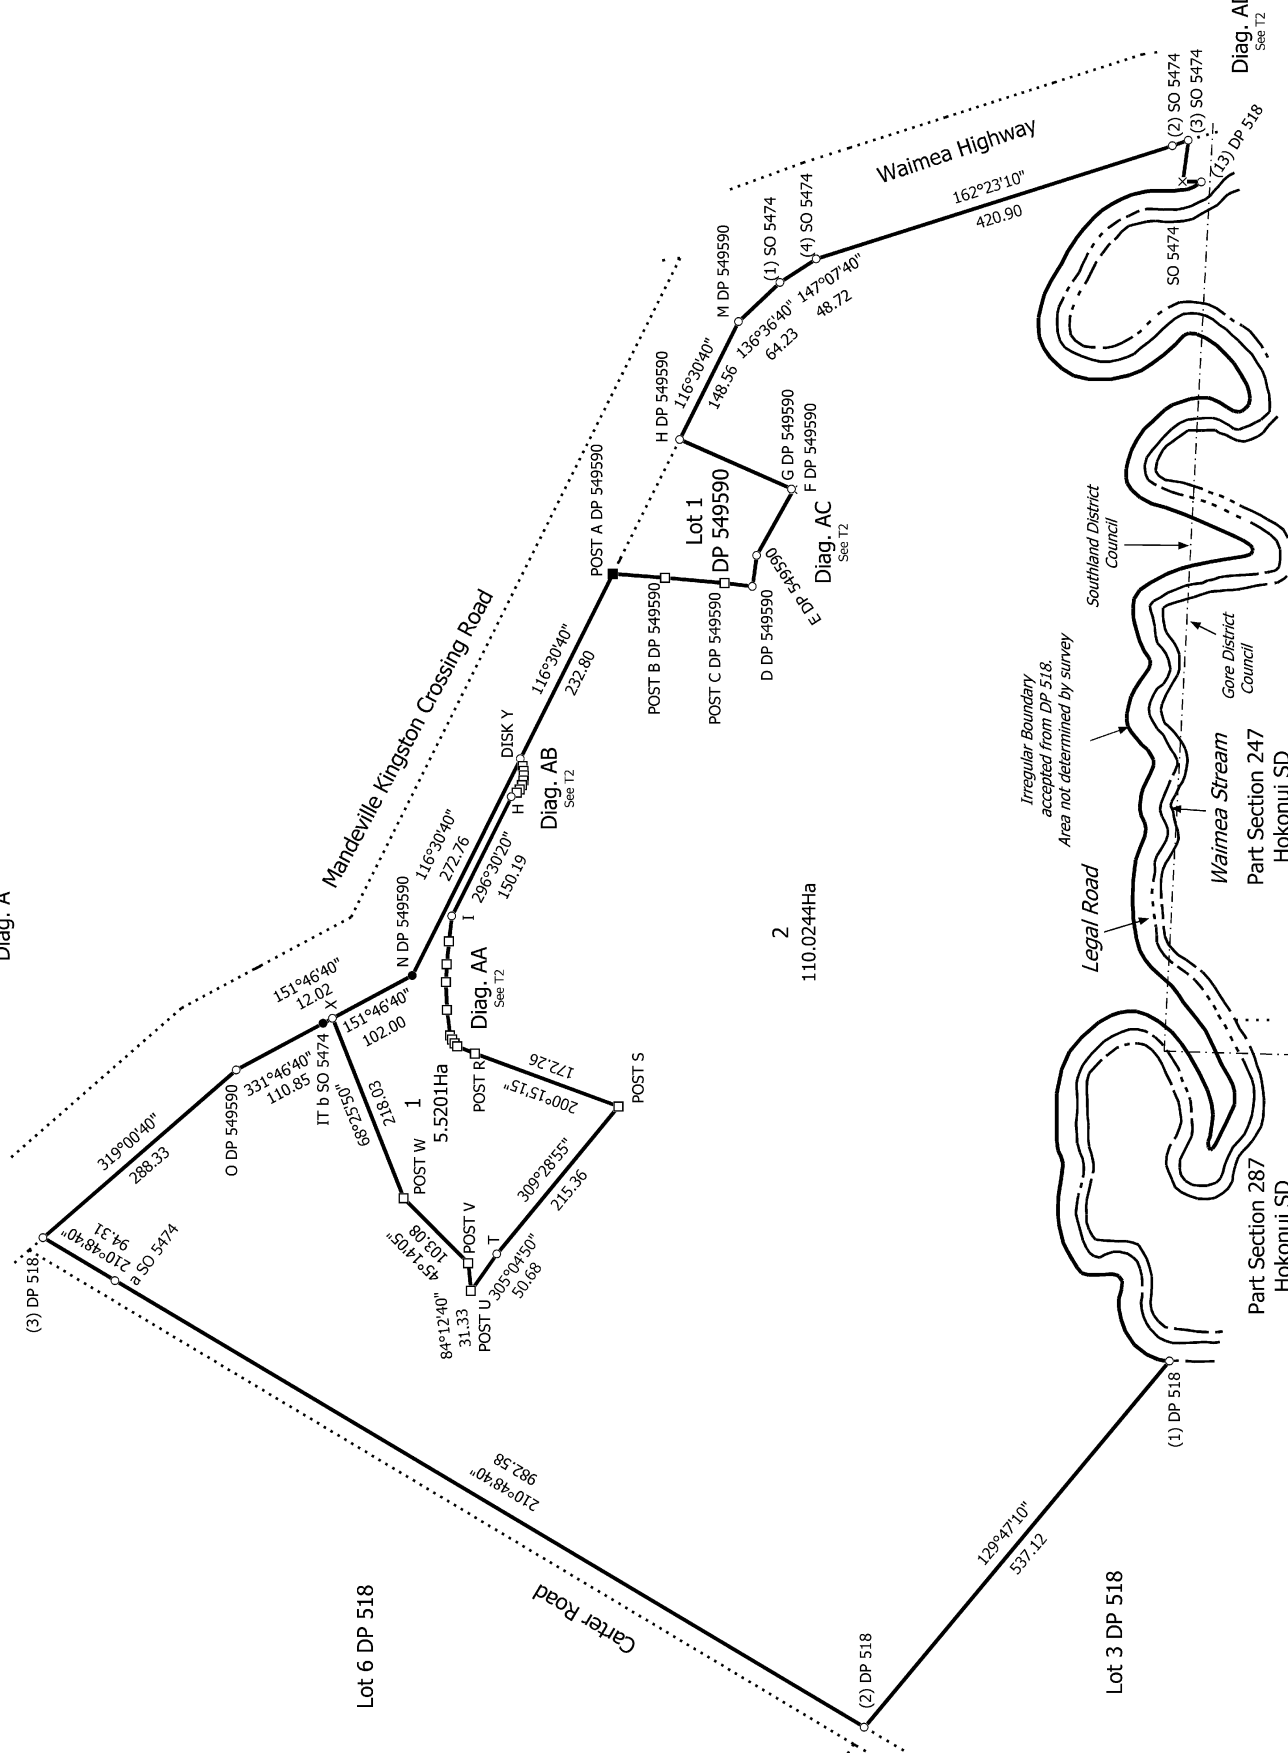 Diag. A
Mandeville Kingston Crossing Road
Waimea Highway
Diag. A
See T2
(2) SO 5474
(3) SO 5474
(13) DP 518
SO 5474
162°23'10"
420.90
(4) SO 5474
(1) SO 5474
147°07'40"
48.72
136°36'40"
64.23
M DP 549590
116°30'40"
148.56
H DP 549590
G DP 549590
F DP 549590
Lot 1
DP 549590
Diag. AC
See T2
E DP 549590
D DP 549590
POST C DP 549590
POST B DP 549590
POST A DP 549590
116°30'40"
232.80
DISK Y
H
Diag. AB
See T2
116°30'40"
272.76
296°30'20"
150.19
I
N DP 549590
Diag. AA
See T2
151°46'40"
12.02
X
151°46'40"
102.00
IT b SO 5474
331°46'40"
110.85
O DP 549590
319°00'40"
288.33
(3) DP 518
210°48'40"
94.31
a SO 5474
68°25'50"
218.03
1
5.5201Ha
POST R
200°15'15"
172.26
POST S
309°28'55"
215.36
T
305°04'50"
50.68
POST U
84°12'40"
31.33
POST V
45°14'05"
103.08
POST W
2
110.0244Ha
210°48'40"
982.58
Carter Road
Lot 6 DP 518
(2) DP 518
129°47'10"
537.12
(1) DP 518
Lot 3 DP 518
Irregular Boundary
accepted from DP 518.
Area not determined by survey
Southland District
Council
Gore District
Council
Legal Road
Waimea Stream
Part Section 247
Hokonui SD
Part Section 287
Hokonui SD